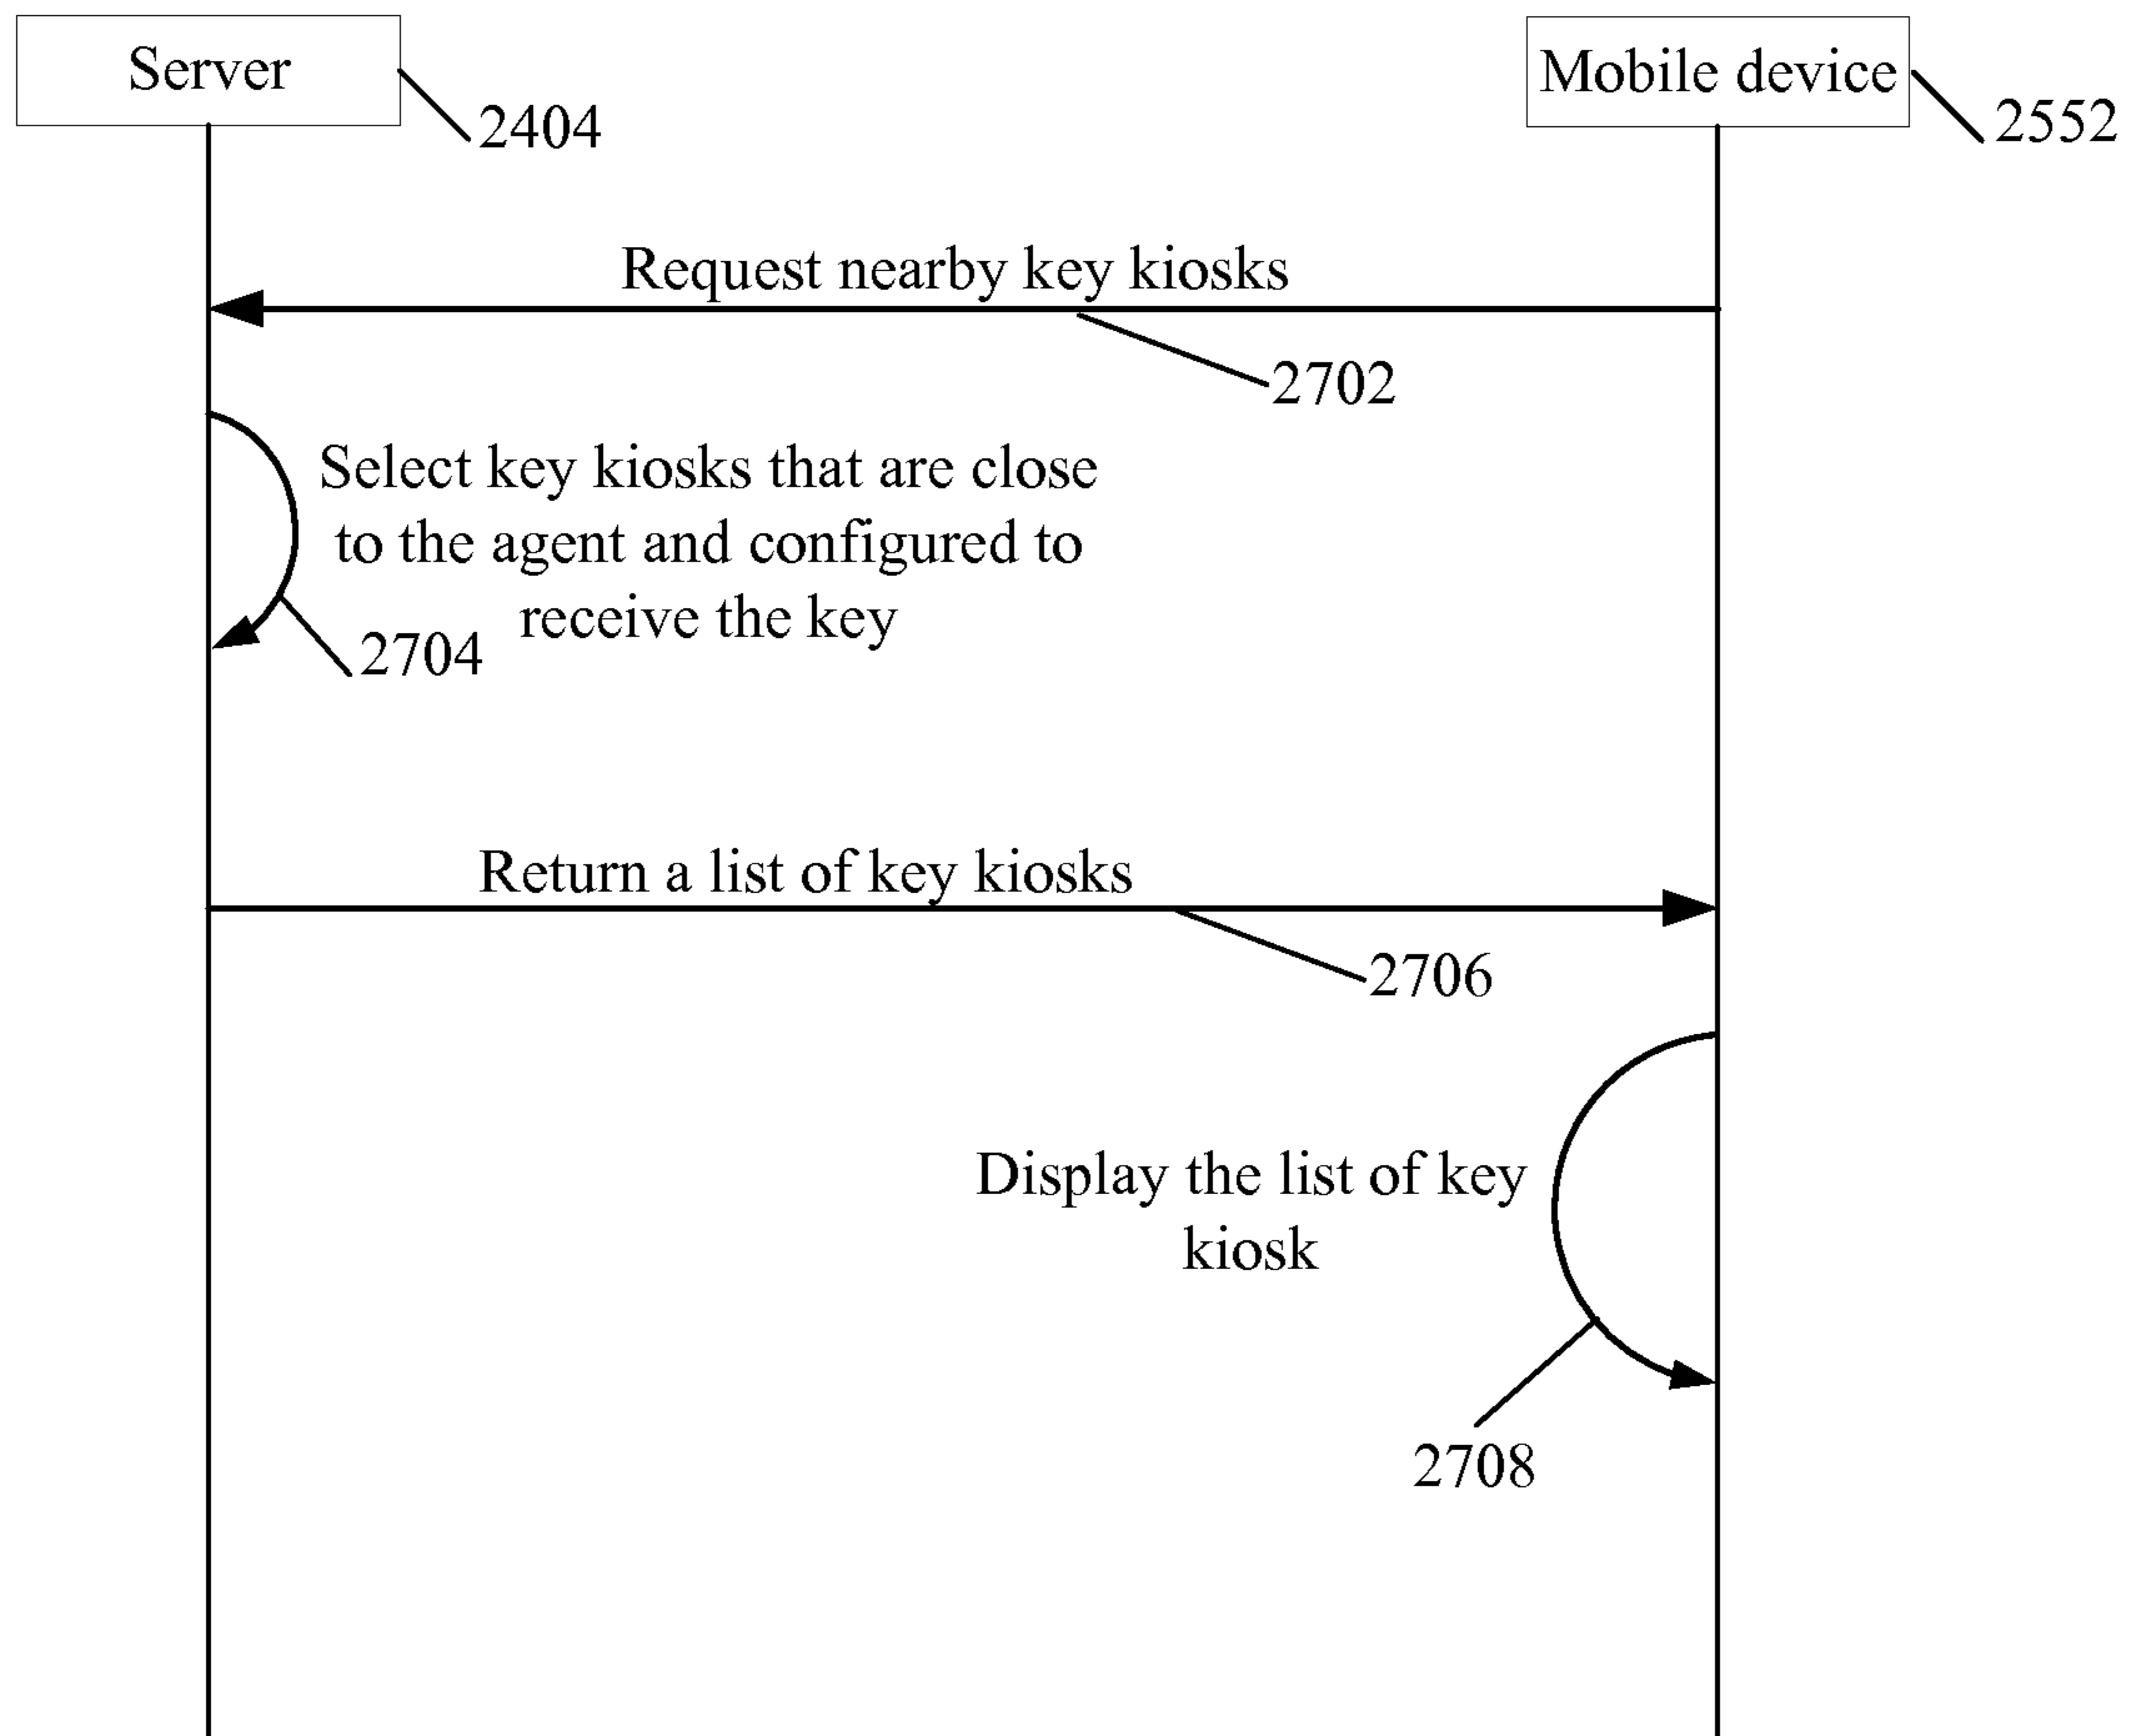 Server
2404
Mobile device
2552
Request nearby key kiosks
2702
Select key kiosks that are close
to the agent and configured to
receive the key
2704
Return a list of key kiosks
2706
Display the list of key
kiosk
2708